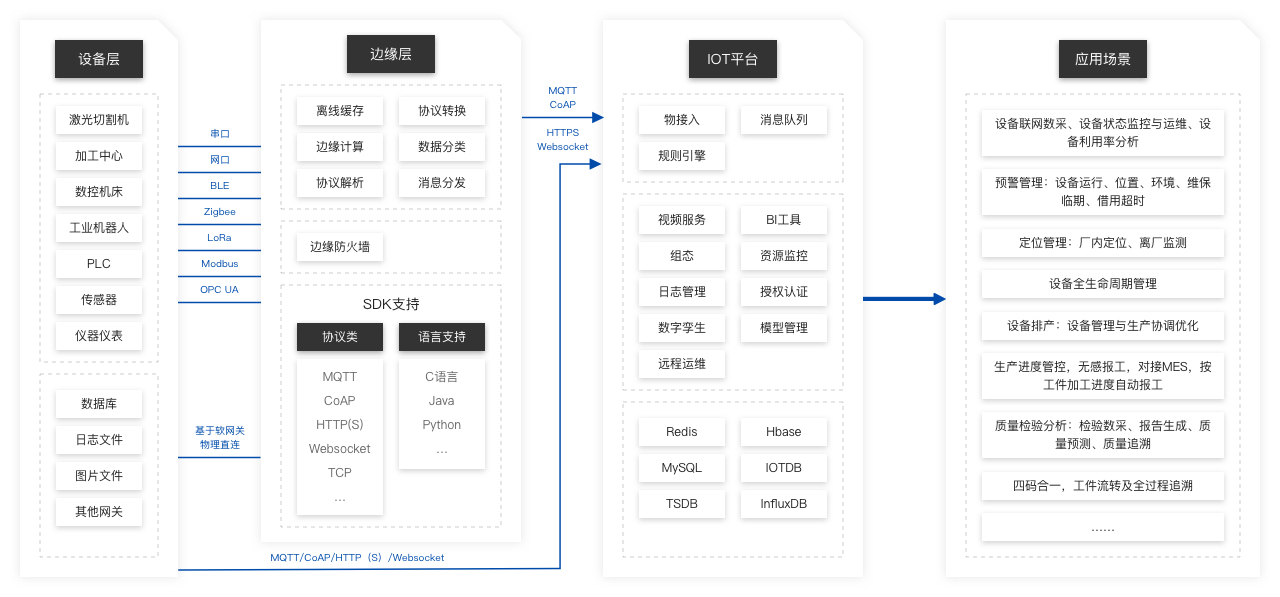 设备层
激光切割机
加工中心
数控机床
工业机器人
PLC
传感器
仪器仪表
数据库
日志文件
图片文件
其他网关
串口
网口
BLE
Zigbee
LoRa
Modbus
OPC UA
基于软网关
物理直连
边缘层
离线缓存 协议转换
边缘计算 数据分类
协议解析 消息分发
边缘防火墙
SDK支持
协议类 语言支持
MQTT C语言
CoAP Java
HTTP(S) Python
Websocket ...
TCP
...
MQTT/CoAP/HTTP（S）/Websocket
MQTT
CoAP
HTTPS
Websocket
IOT平台
物接入 消息队列
规则引擎
视频服务 BI工具
组态 资源监控
日志管理 授权认证
数字孪生 模型管理
远程运维
Redis Hbase
MySQL IOTDB
TSDB InfluxDB
应用场景
设备联网数采、设备状态监控与运维、设
备利用率分析
预警管理：设备运行、位置、环境、维保
临期、借用超时
定位管理：厂内定位、离厂监测
设备全生命周期管理
设备排产：设备管理与生产协调优化
生产进度管控，无感报工，对接MES，按
工件加工进度自动报工
质量检验分析：检验数采、报告生成、质
量预测、质量追溯
四码合一，工件流转及全过程追溯
......